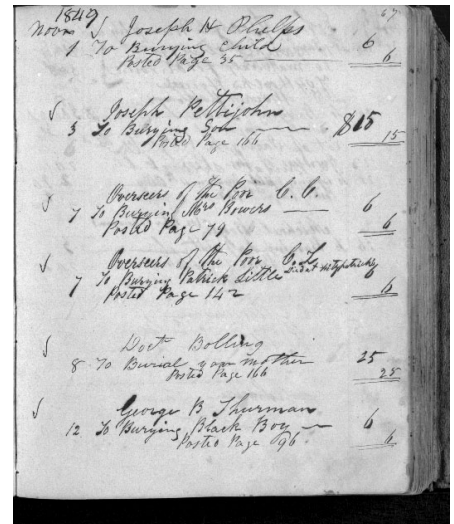 1849 67
Novr 1 Joseph H Phelps
To Burying child 6
Posted Page 35 6
Joseph Pettijohn
3 To Burying Son $15
Posted Page 166 15
Overseers of the Poor C. C.
7 To Burying Mrs Bowers 6
Posted Page 79 6
Overseers of the Poor
7 To Burying Patrick Little 6
Posted Page 142 6
Doct Bolling
8 To Burial your mother 25
Posted Page 166 25
George B Thurman
12 To Burying Black Boy 6
Posted Page 96 6